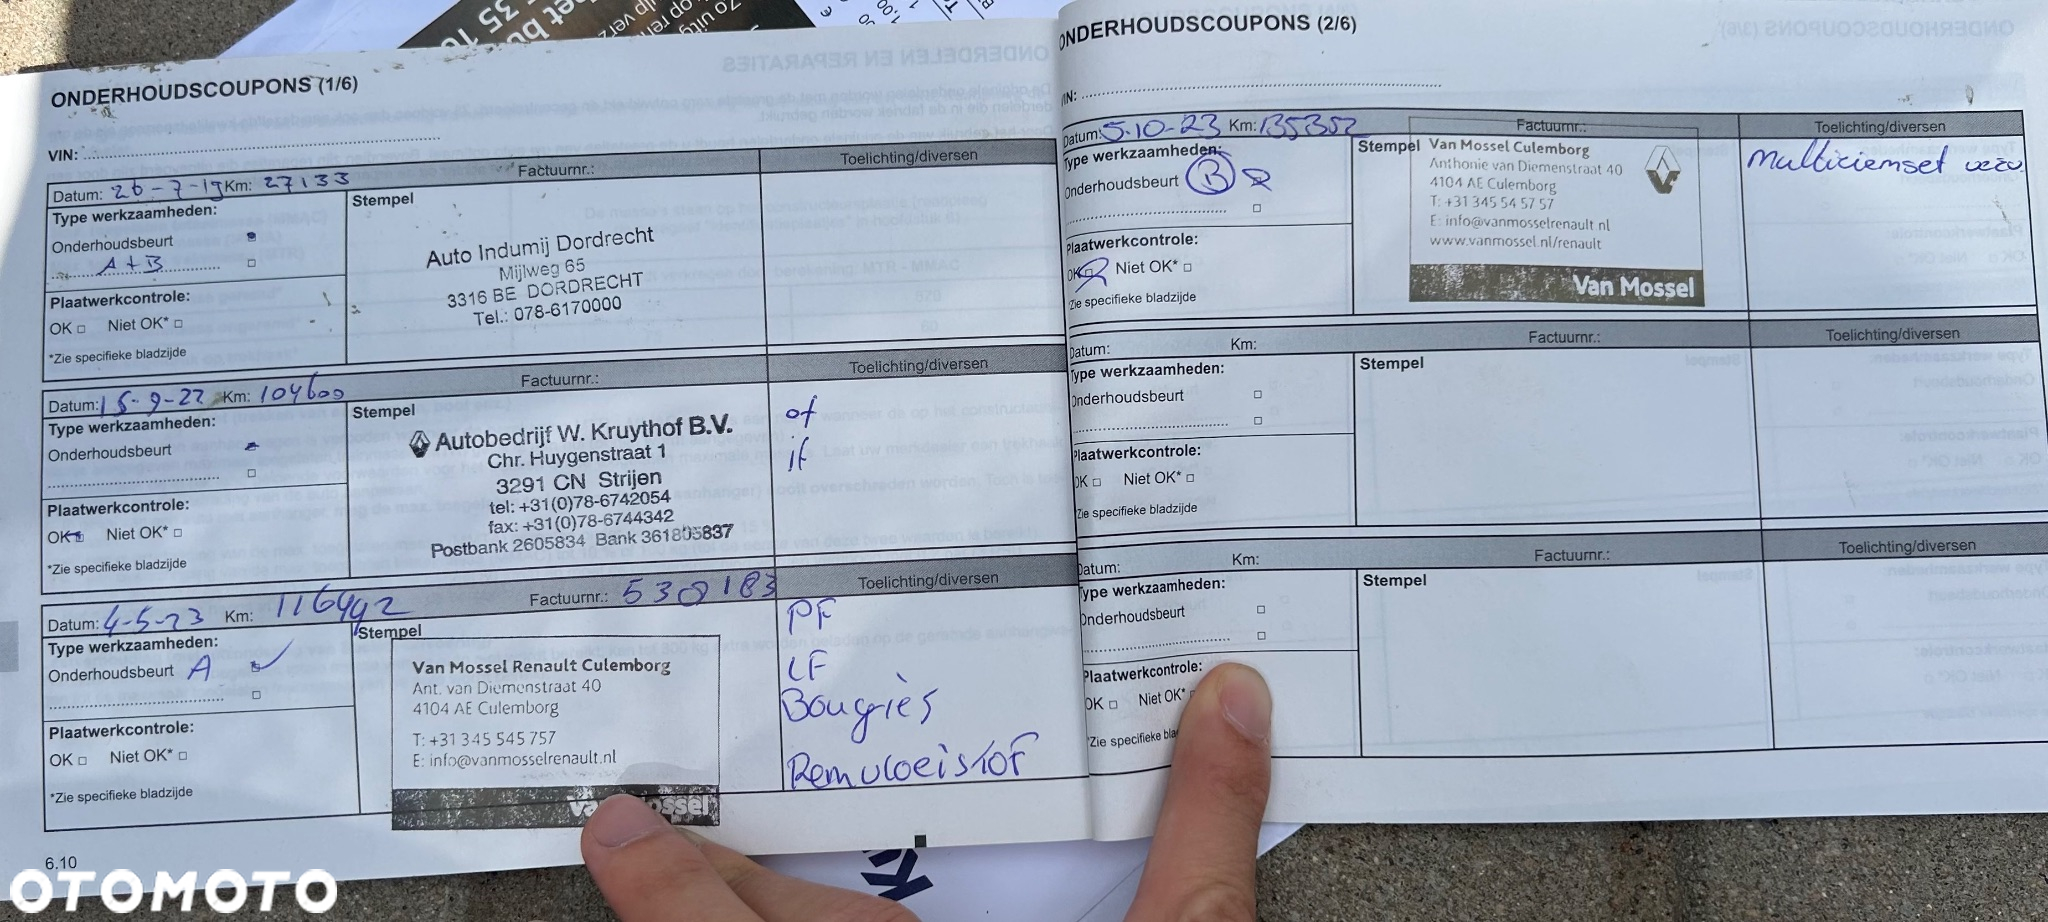 ONDERHOUDSCOUPONS (1/6)
VIN:
Datum: 26-7-19 Km: 27133 Factuurnr.: Toelichting/diversen
Type werkzaamheden:
Onderhoudsbeurt
A+B
Plaatwerkcontrole:
OK Niet OK*
*Zie specifieke bladzijde
Stempel
Auto Indumij Dordrecht
Mijlweg 65
3316 BE DORDRECHT
Tel.: 078-6170000
Datum: 15-9-22 Km: 104600 Factuurnr.: Toelichting/diversen
Type werkzaamheden:
Onderhoudsbeurt
Plaatwerkcontrole:
OK Niet OK*
*Zie specifieke bladzijde
Stempel
Autobedrijf W. Kruythof B.V.
Chr. Huygenstraat 1
3291 CN Strijen
tel: +31(0)78-6742054
fax: +31(0)78-6744342
Postbank 2605834 Bank 361805837
of
if
Datum: 4-5-23 Km: 116492 Factuurnr.: 530183 Toelichting/diversen
Type werkzaamheden:
Onderhoudsbeurt A
Plaatwerkcontrole:
OK Niet OK*
*Zie specifieke bladzijde
Stempel
Van Mossel Renault Culemborg
Ant. van Diemenstraat 40
4104 AE Culemborg
T: +31 345 545 757
E: info@vanmosselrenault.nl
PF
LF
Bougies
Remvloeistof
6.10
ONDERHOUDSCOUPONS (2/6)
VIN:
Datum: 5-10-23 Km: 135352 Factuurnr.: Toelichting/diversen
Type werkzaamheden:
Onderhoudsbeurt B
Plaatwerkcontrole:
OK Niet OK*
*Zie specifieke bladzijde
Stempel
Van Mossel Culemborg
Anthonie van Diemenstraat 40
4104 AE Culemborg
T: +31 345 54 57 57
E: info@vanmosselrenault.nl
www.vanmossel.nl/renault
Van Mossel
Multiriemset
Datum: Km: Factuurnr.: Toelichting/diversen
Type werkzaamheden:
Onderhoudsbeurt
Plaatwerkcontrole:
OK Niet OK*
*Zie specifieke bladzijde
Stempel
Datum: Km: Factuurnr.: Toelichting/diversen
Type werkzaamheden:
Onderhoudsbeurt
Plaatwerkcontrole:
OK Niet OK*
*Zie specifieke
Stempel
OTOMOTO